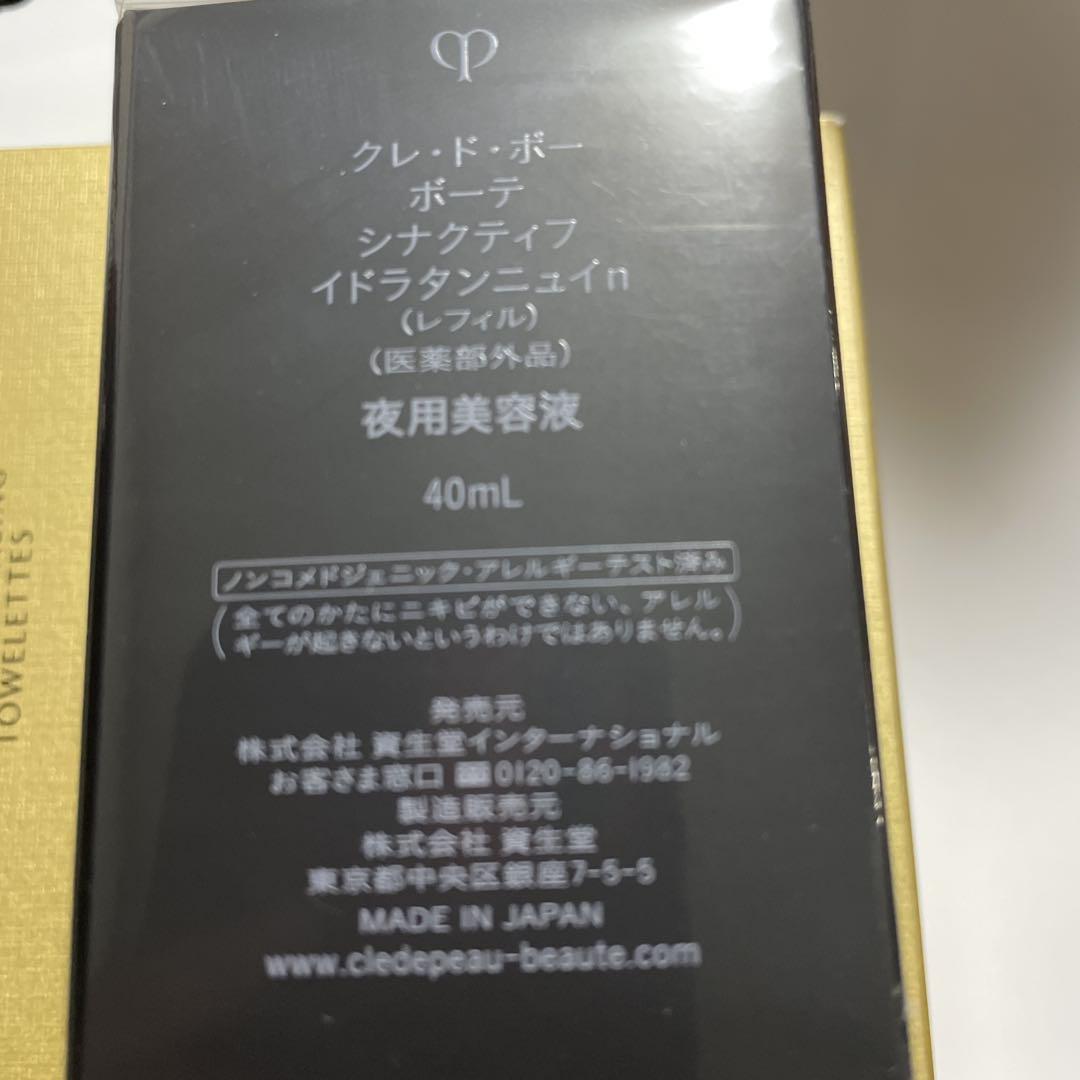 クレ・ド・ポー
ボーテ
シナクティフ
イドラタンニュイn
(レフィル)
(医薬部外品)
夜用美容液
40mL
ノンコメドジェニック・アレルギーテスト済み
(全てのかたにニキビができない、アレル
ギーが起きないというわけではありません。)
発売元
株式会社 資生堂インターナショナル
お客さま窓口 0120-86-1982
製造販売元
株式会社 資生堂
東京都中央区銀座7-5-5
MADE IN JAPAN
www.cledepeau-beaute.com
TOWELETTES